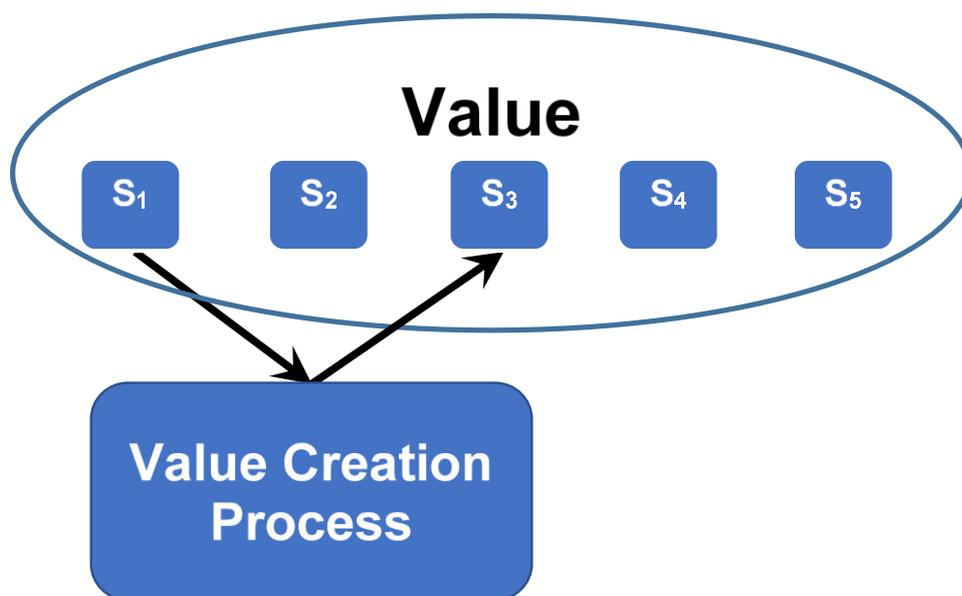 Value
S₁
S₂
S₃
S₄
S₅
Value Creation
Process